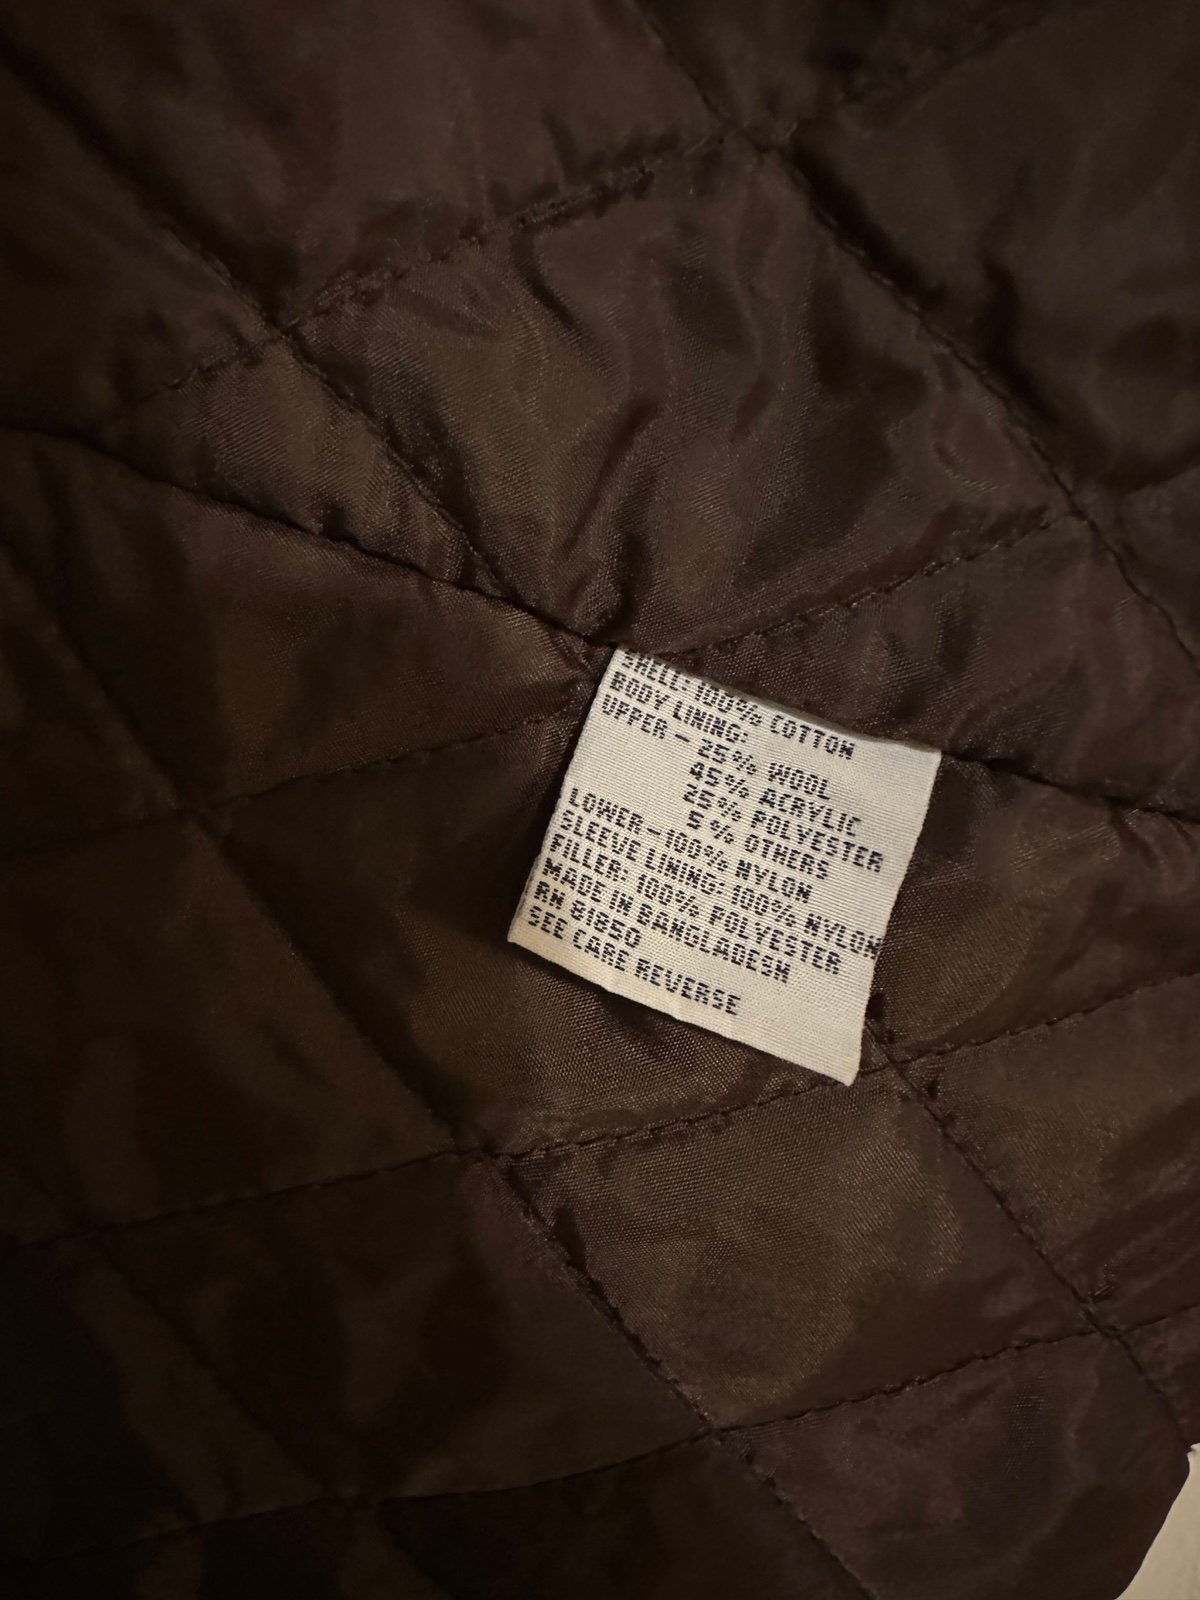 SHELL: 100% COTTON
BODY LINING:
UPPER - 25% WOOL
45% ACRYLIC
25% POLYESTER
5% OTHERS
LOWER - 100% NYLON
SLEEVE LINING: 100% NYLON
FILLER: 100% POLYESTER
MADE IN BANGLADESH
RN 81850
SEE CARE REVERSE